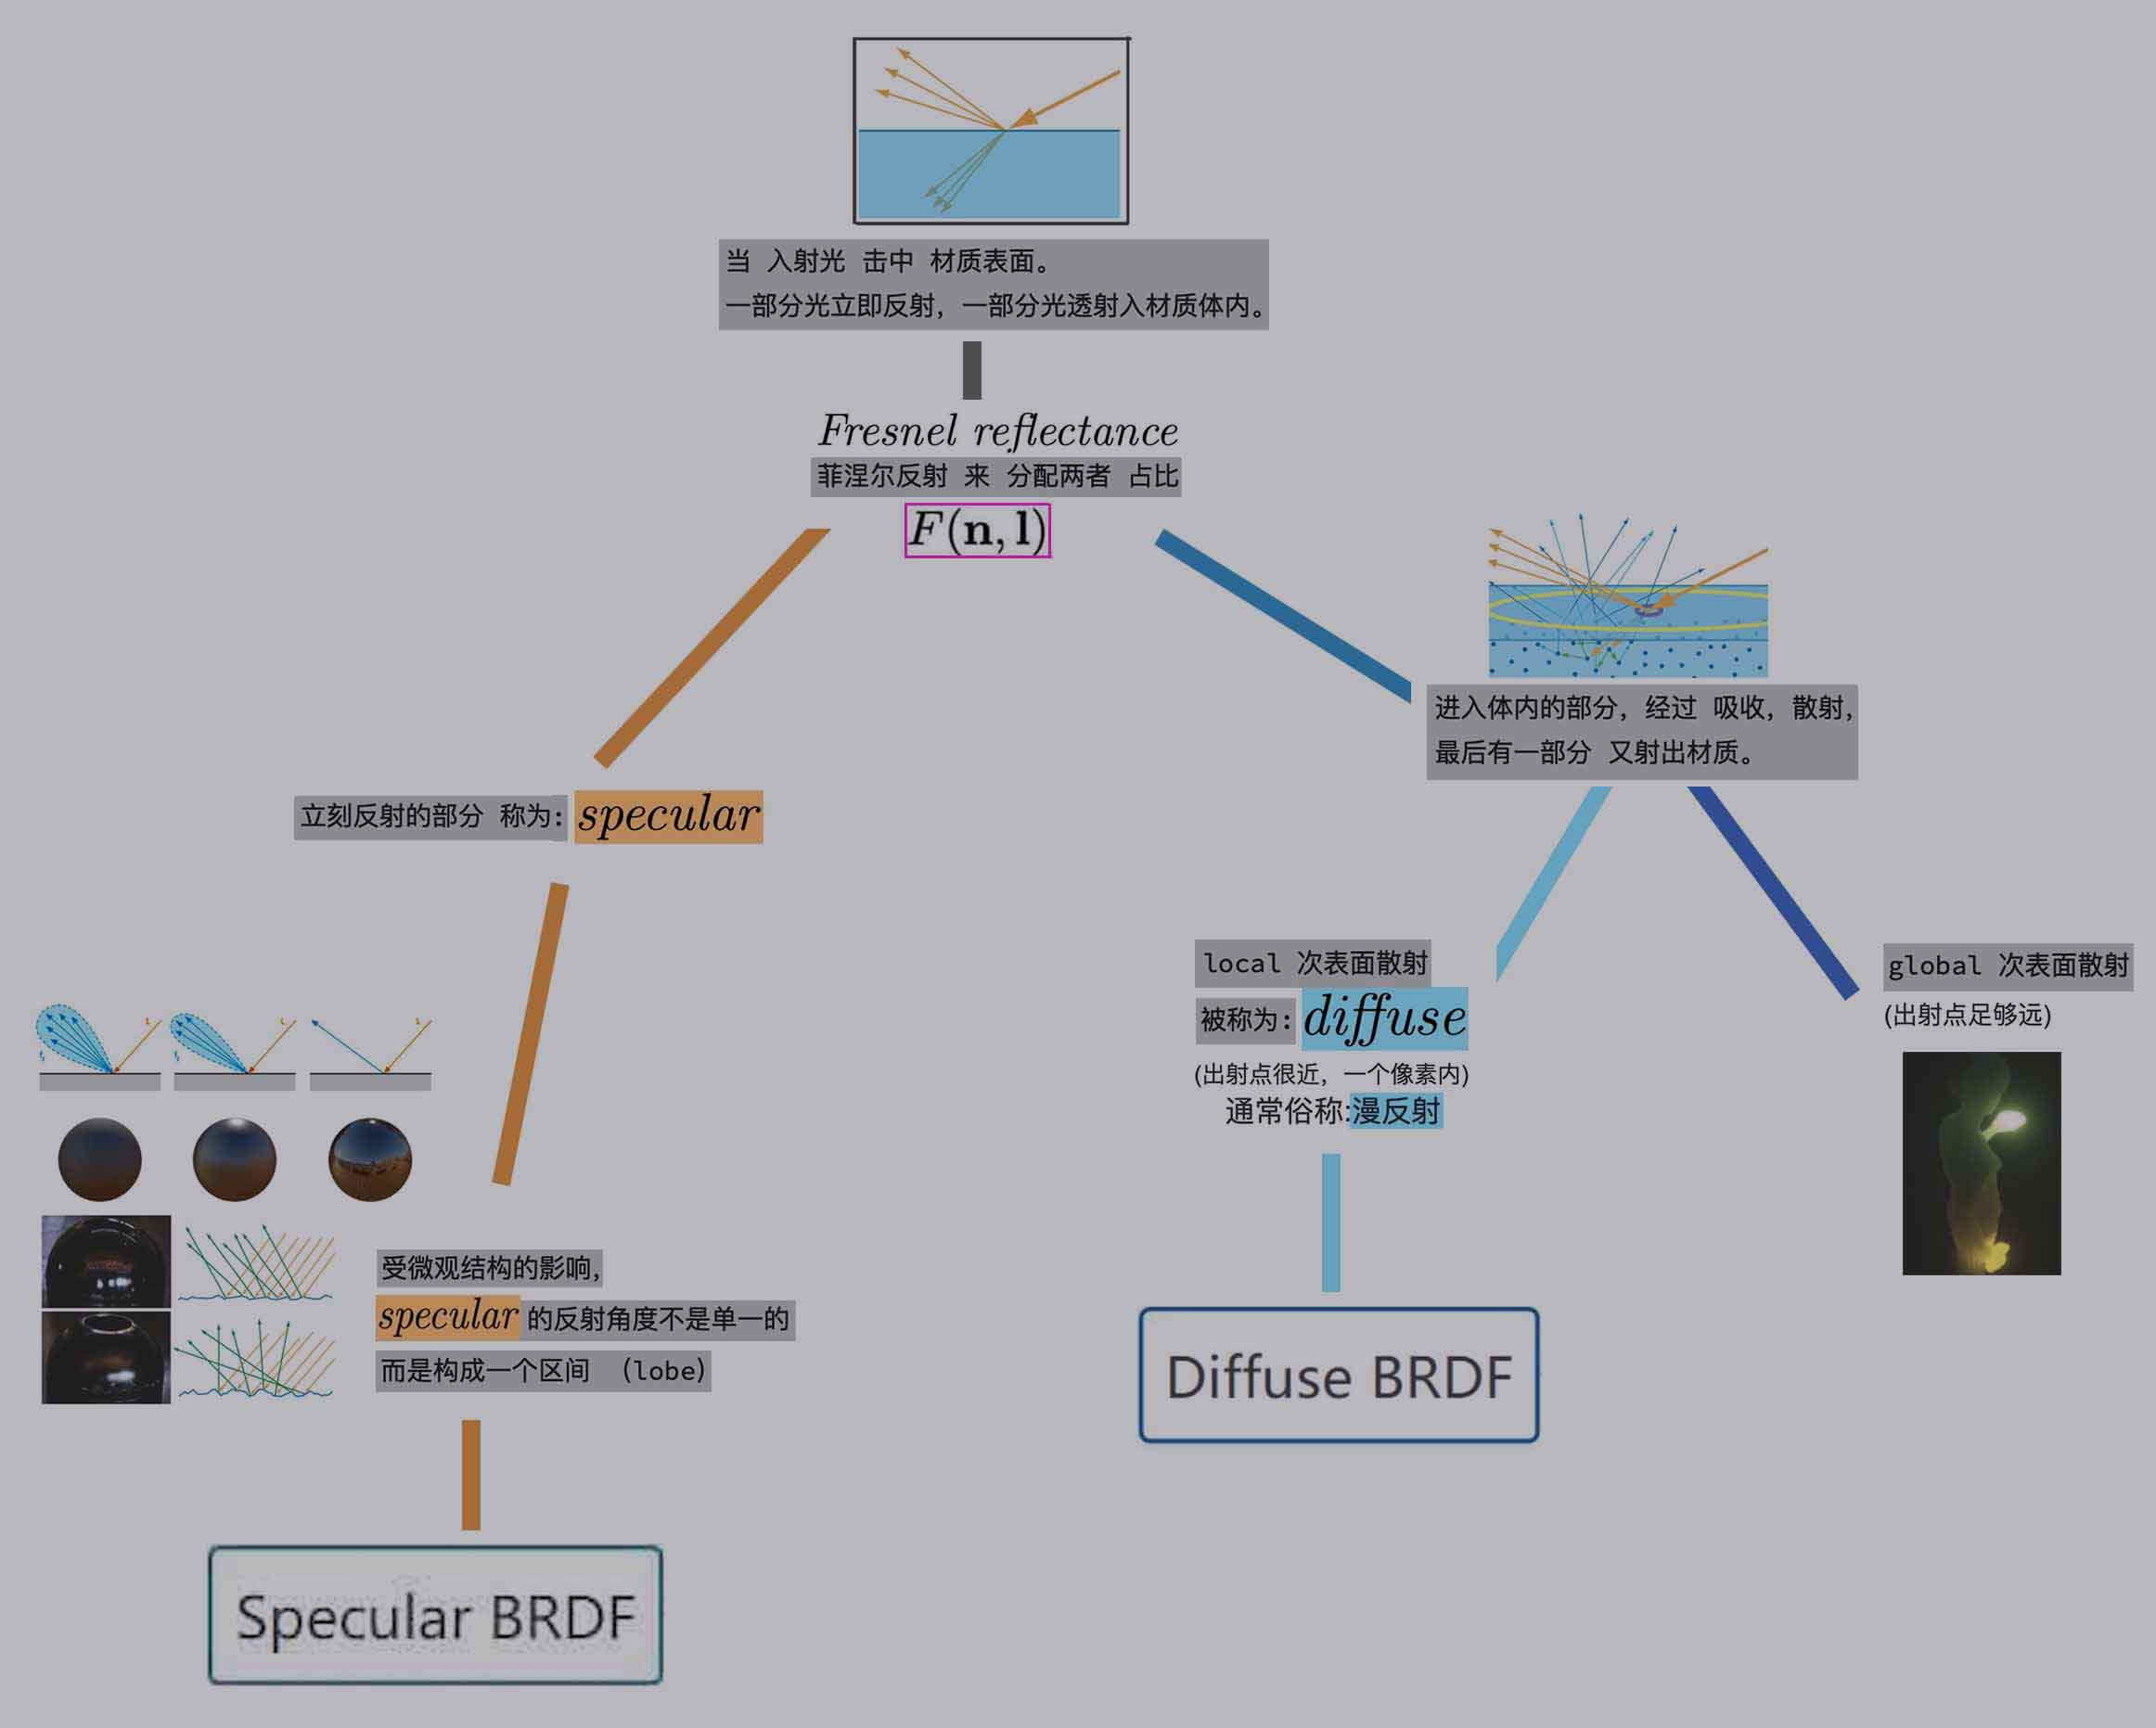 当 入射光 击中 材质表面。
一部分光立即反射，一部分光透射入材质体内。
Fresnel reflectance
菲涅尔反射 来 分配两者 占比
F(n, l)
进入体内的部分，经过 吸收，散射，
最后有一部分 又射出材质。
立刻反射的部分 称为: specular
local 次表面散射
被称为: diffuse
(出射点很近，一个像素内)
通常俗称:漫反射
global 次表面散射
(出射点足够远)
受微观结构的影响,
specular 的反射角度不是单一的
而是构成一个区间 （lobe）
Diffuse BRDF
Specular BRDF